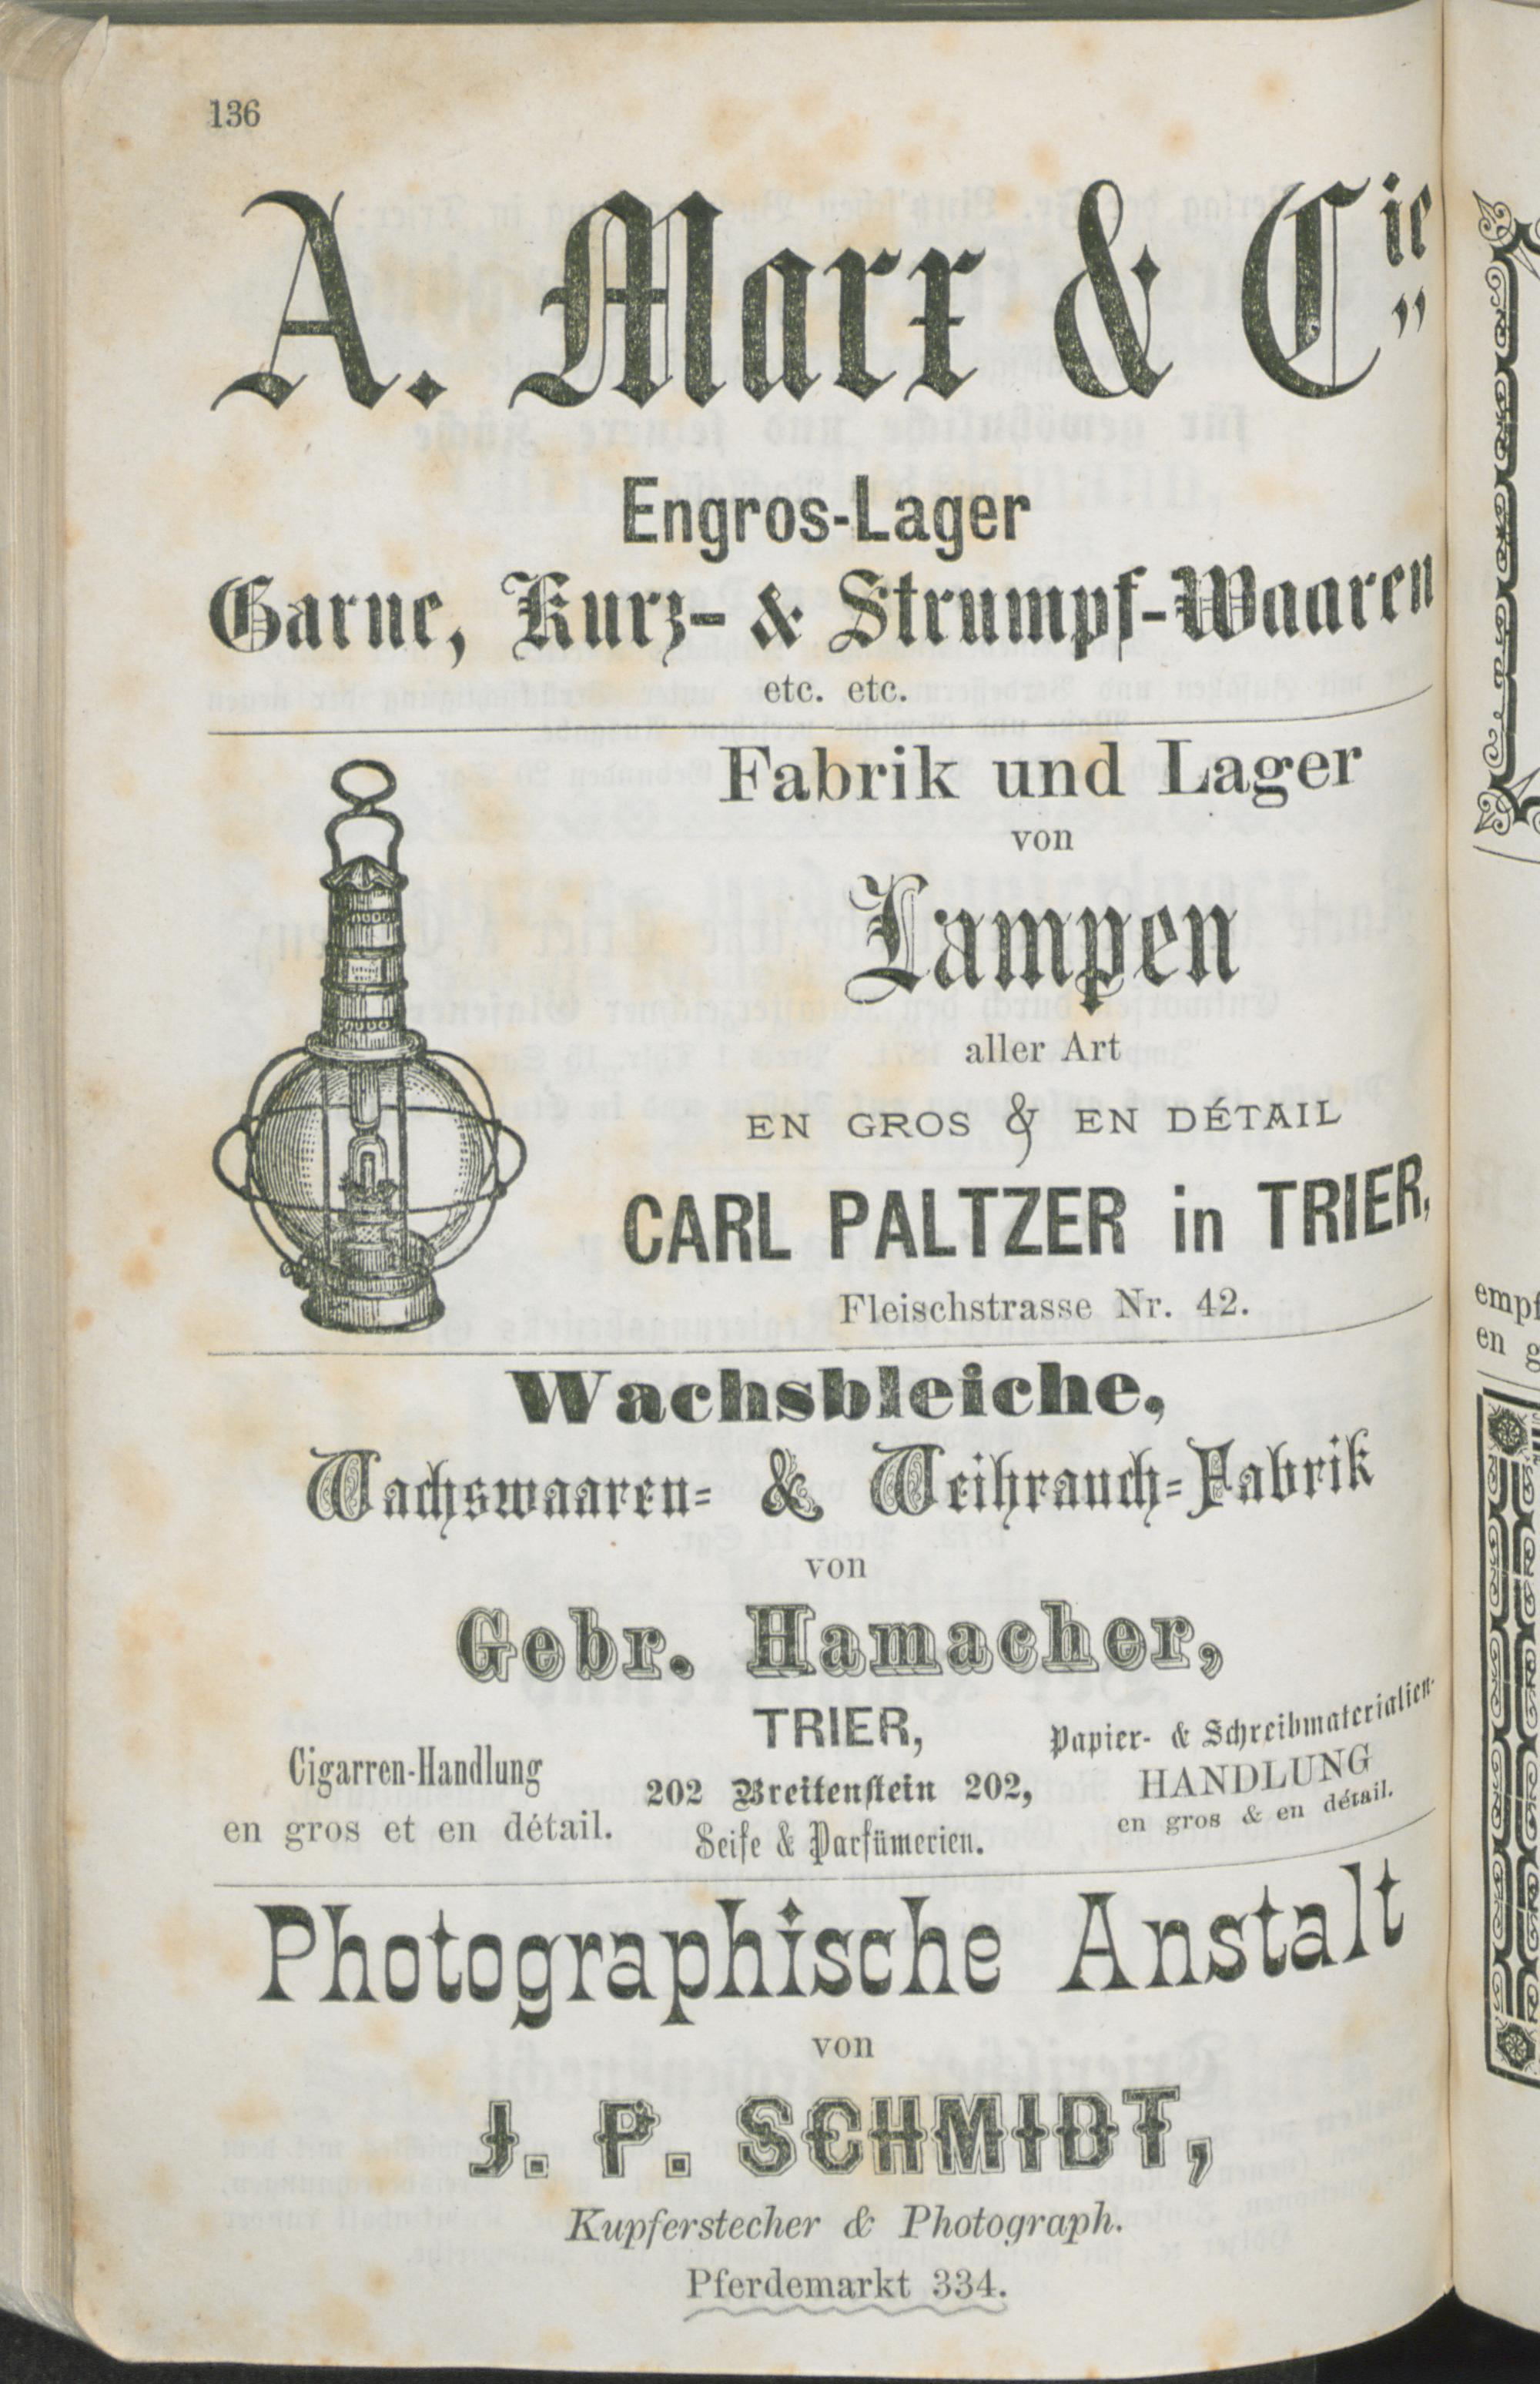 136
A. Marx & Cie„
Engros-Lager
Garne, Kurz- & Strumpf-Waaren
etc. etc.
Fabrik und Lager
von
Lampen
aller Art
EN GROS & EN DÉTAIL
CARL PALTZER in TRIER,
Fleischstrasse Nr. 42.
Wachsbleiche,
Wachswaaren- & Weihrauch-Fabrik
von
Gebr. Hamacher,
TRIER,
Cigarren-Handlung
en gros et en détail.
202 Breitenstein 202,
Seife & Parfümerien.
Papier- & Schreibmaterialien-
HANDLUNG
en gros & en détail.
Photographische Anstalt
von
J. P. SCHMIDT,
Kupferstecher & Photograph.
Pferdemarkt 334.
empf
en g